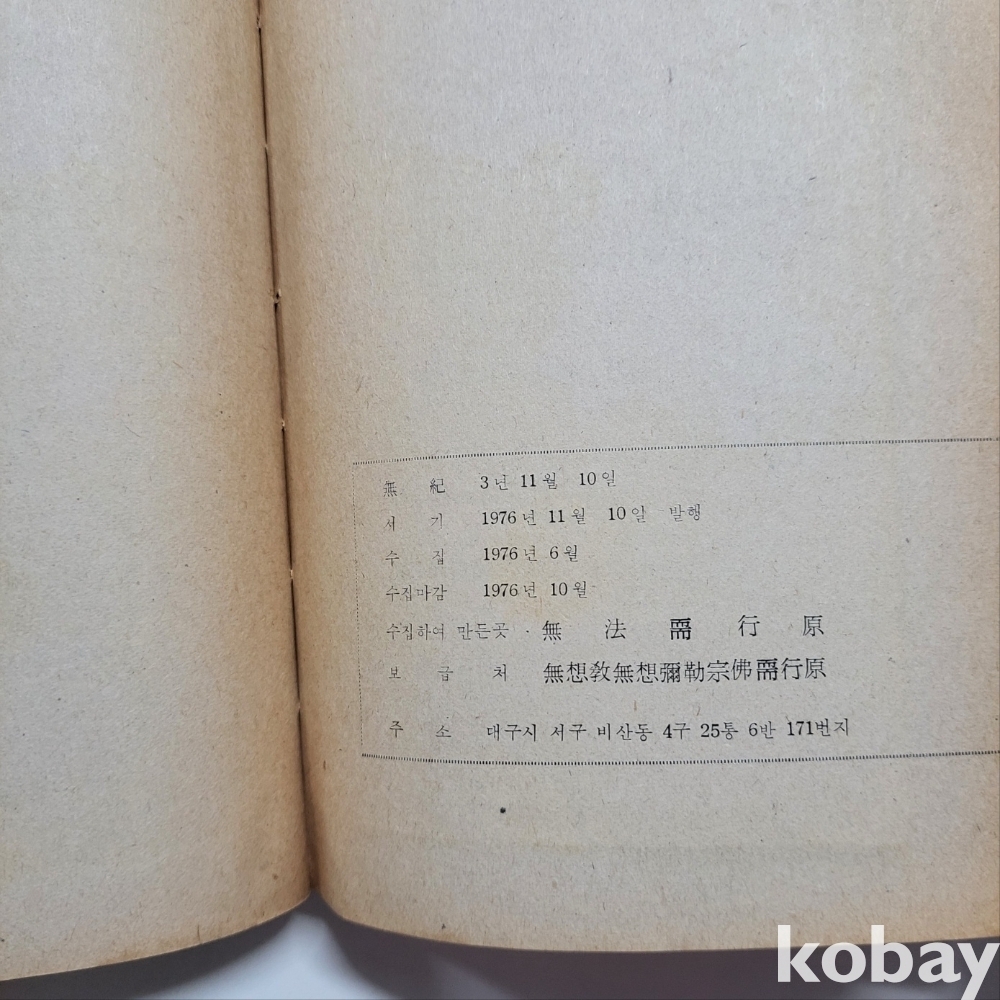 無 紀 3년 11월 10일
서 기 1976년 11월 10일 발행
수 집 1976년 6월
수집마감 1976년 10월
수집하여 만든곳 · 無 法 行 原
보 급 처 無想敎無想彌勒宗佛 行原
주 소 대구시 서구 비산동 4구 25통 6반 171번지
kobay